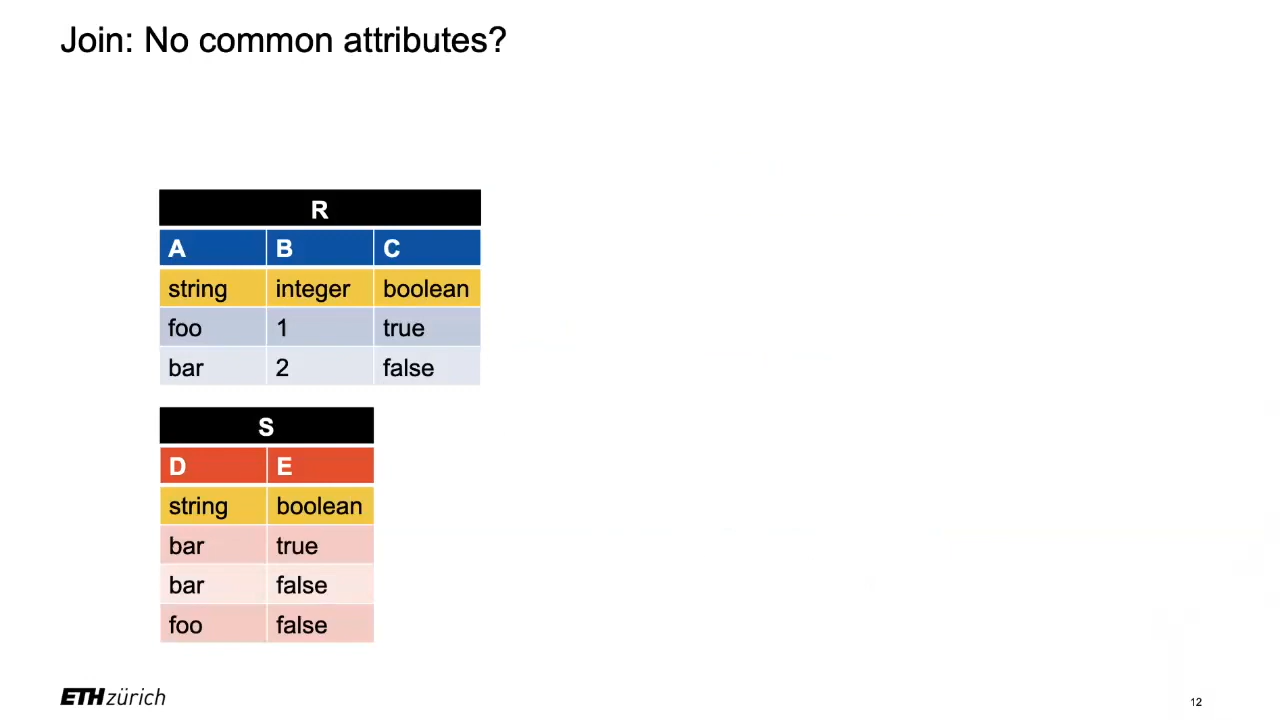 Join: No common attributes?
R
A B C
string integer boolean
foo 1 true
bar 2 false
S
D E
string boolean
bar true
bar false
foo false
ETH zürich
12